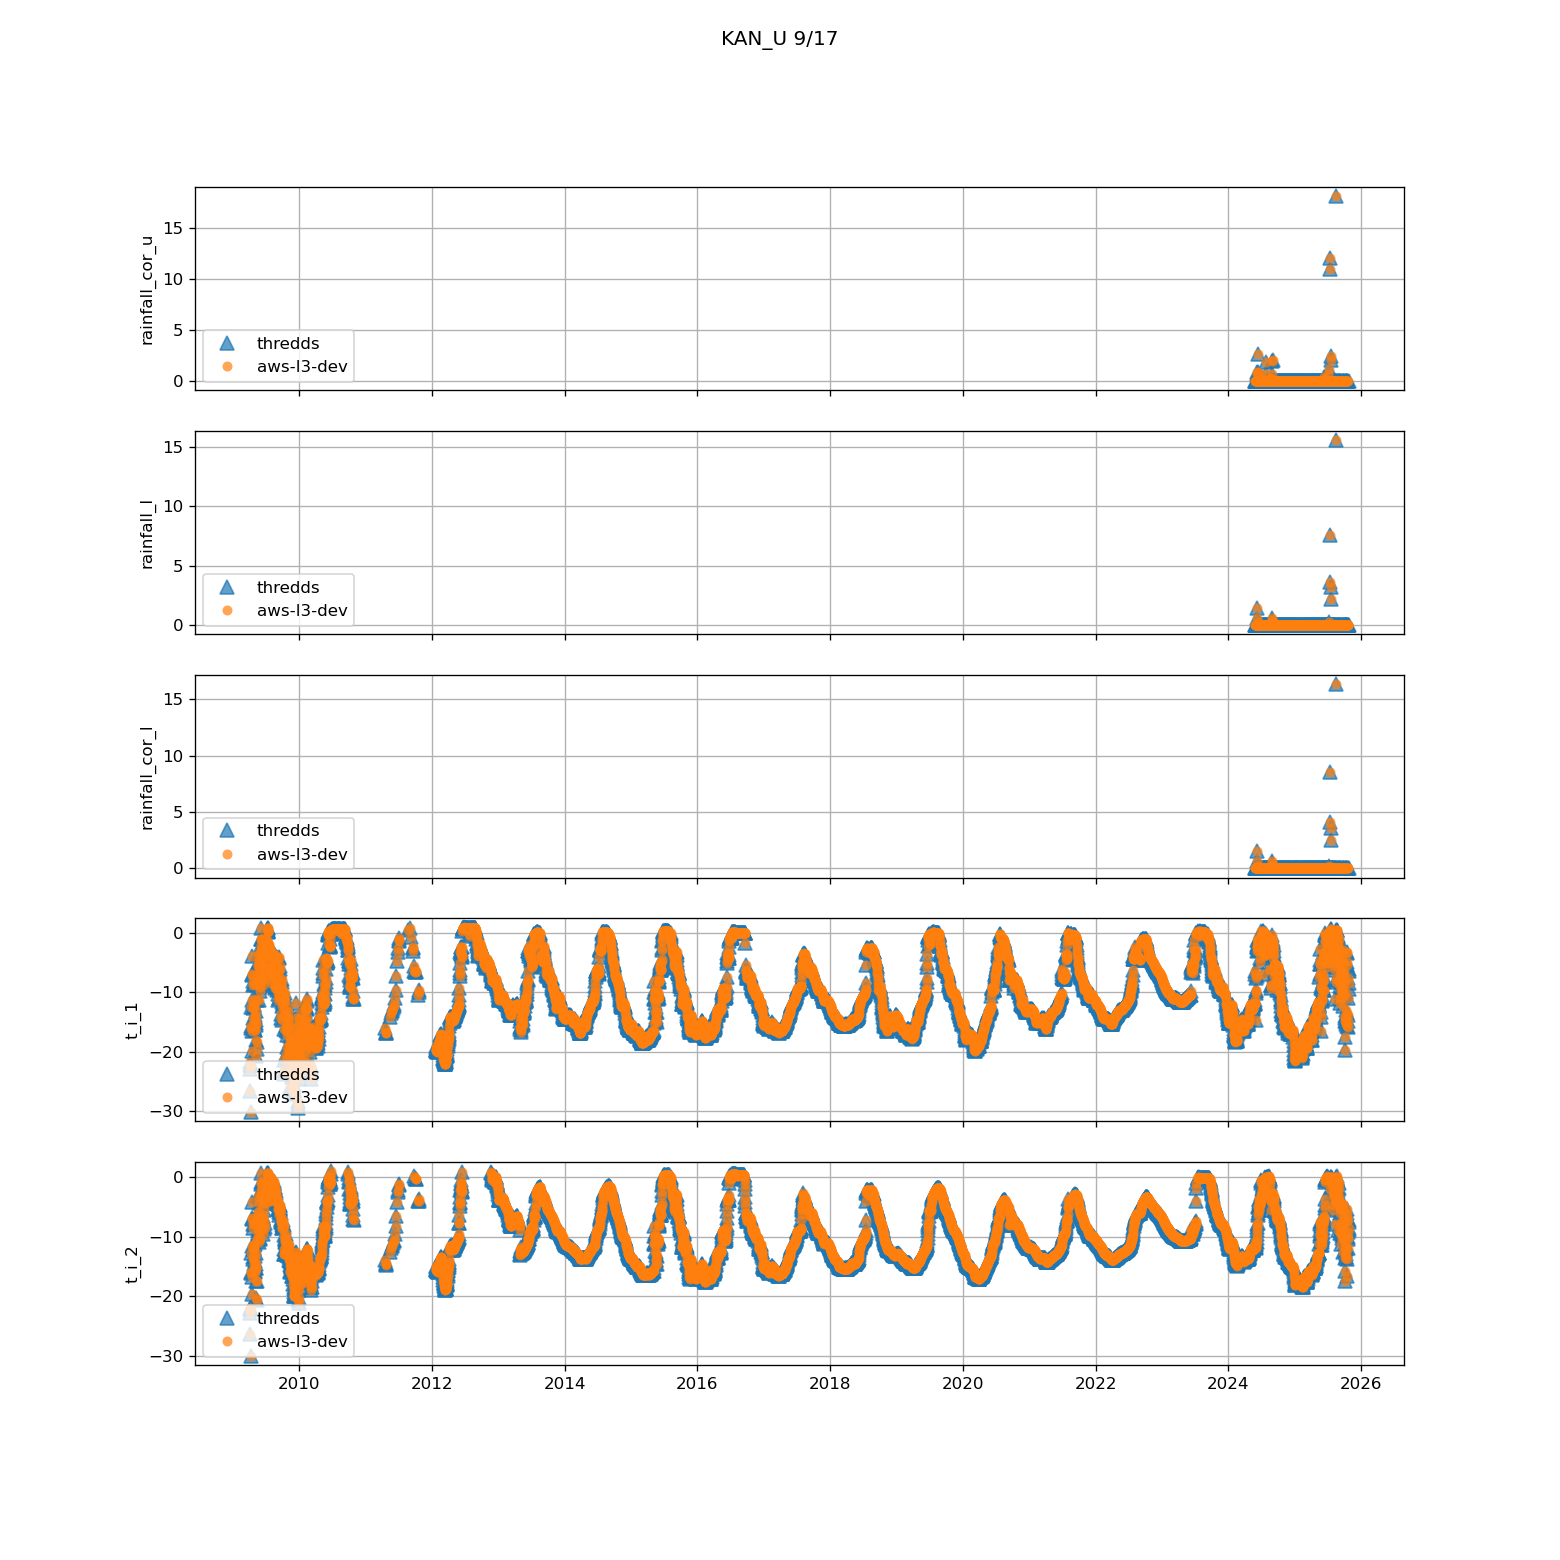 KAN_U 9/17
rainfall_cor_u
15
10
5
0
thredds
aws-l3-dev
rainfall_l
15
10
5
0
thredds
aws-l3-dev
rainfall_cor_l
15
10
5
0
thredds
aws-l3-dev
t_i_1
0
−10
−20
−30
thredds
aws-l3-dev
t_i_2
0
−10
−20
−30
thredds
aws-l3-dev
2010 2012 2014 2016 2018 2020 2022 2024 2026